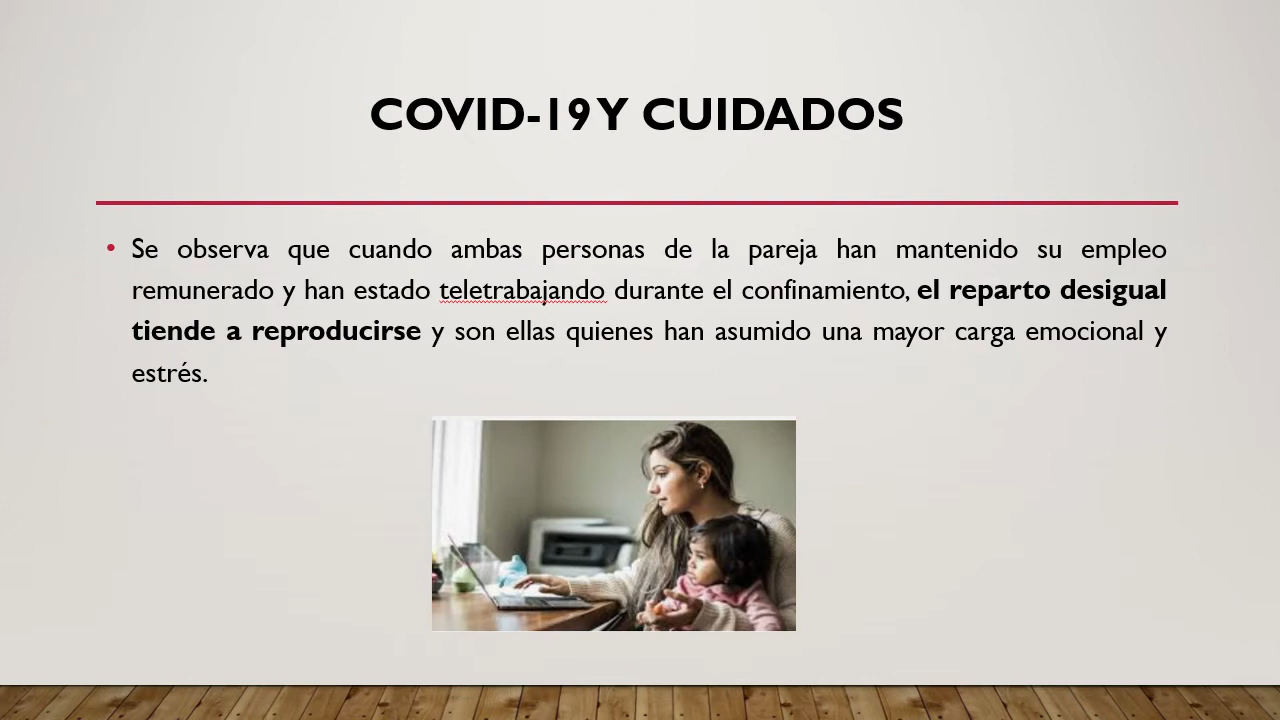 COVID-19 Y CUIDADOS
• Se observa que cuando ambas personas de la pareja han mantenido su empleo
remunerado y han estado teletrabajando durante el confinamiento, el reparto desigual
tiende a reproducirse y son ellas quienes han asumido una mayor carga emocional y
estrés.